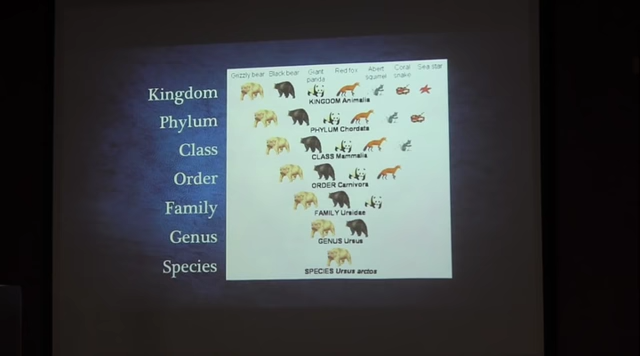 Grizzly bear Black bear Giant panda Red fox Abert squirrel Coral snake Sea star
Kingdom
KINGDOM Animalia
Phylum
PHYLUM Chordata
Class
CLASS Mammalia
Order
ORDER Carnivora
Family
FAMILY Ursidae
Genus
GENUS Ursus
Species
SPECIES Ursus arctos